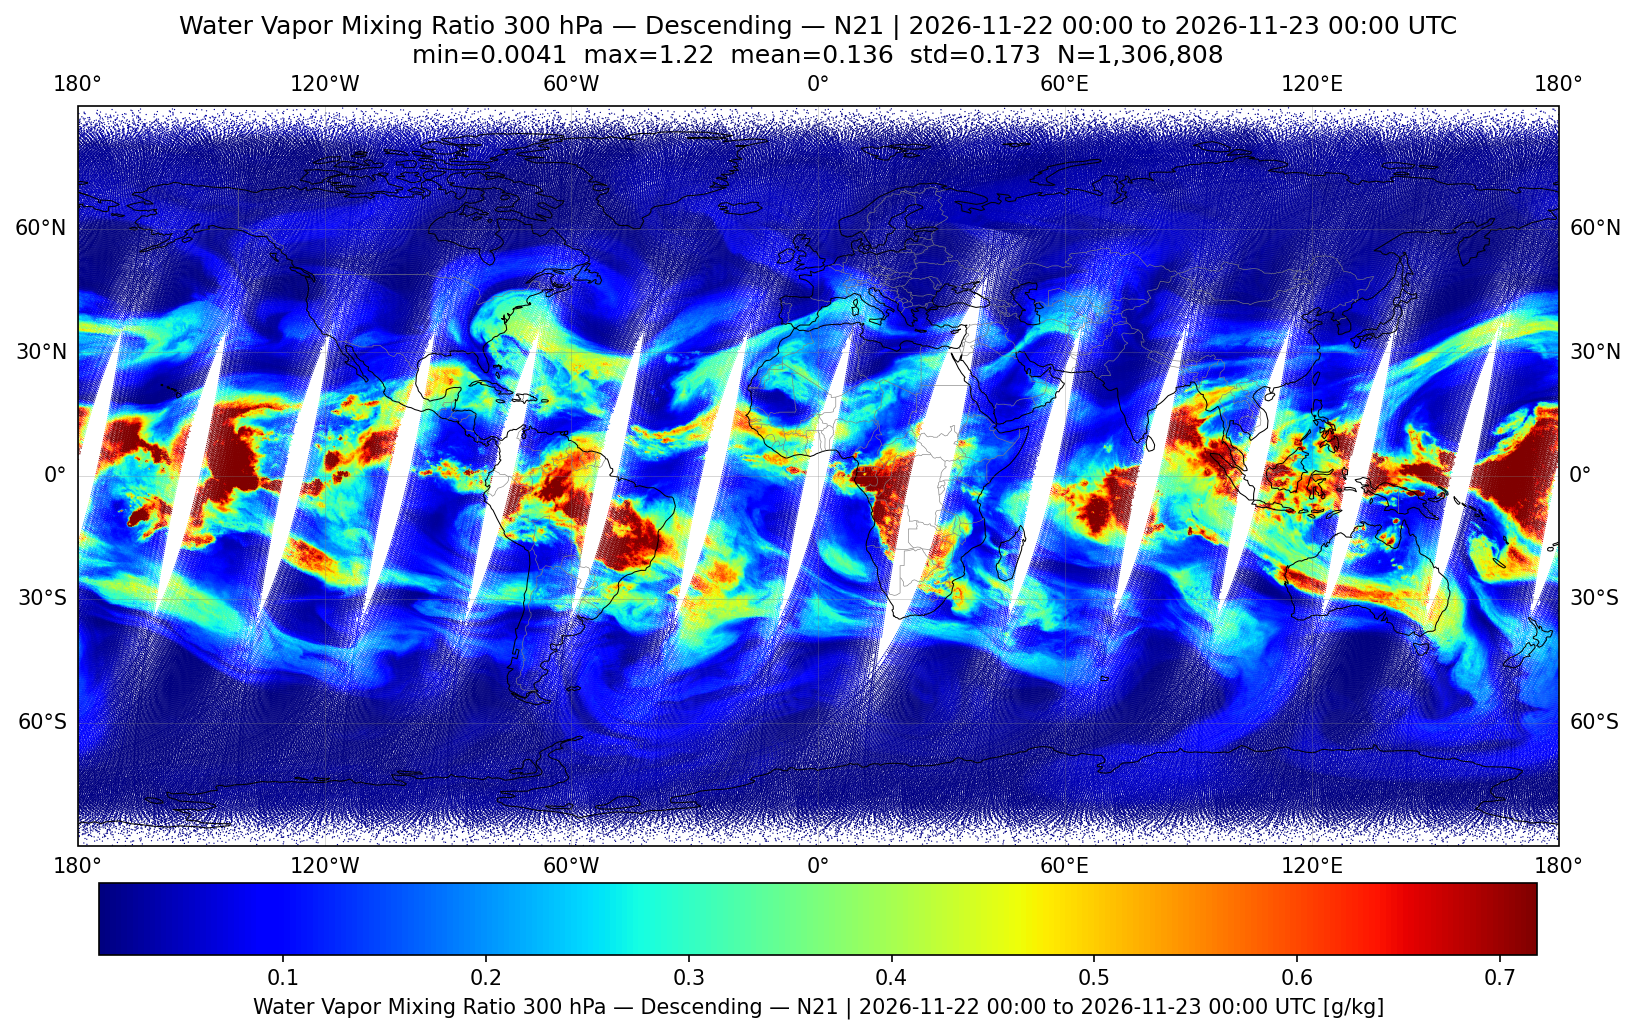 Water Vapor Mixing Ratio 300 hPa — Descending — N21 | 2026-11-22 00:00 to 2026-11-23 00:00 UTC
min=0.0041  max=1.22  mean=0.136  std=0.173  N=1,306,808
180° 120°W 60°W 0° 60°E 120°E 180°
60°N 60°N
30°N 30°N
0° 0°
30°S 30°S
60°S 60°S
180° 120°W 60°W 0° 60°E 120°E 180°
0.1 0.2 0.3 0.4 0.5 0.6 0.7
Water Vapor Mixing Ratio 300 hPa — Descending — N21 | 2026-11-22 00:00 to 2026-11-23 00:00 UTC [g/kg]